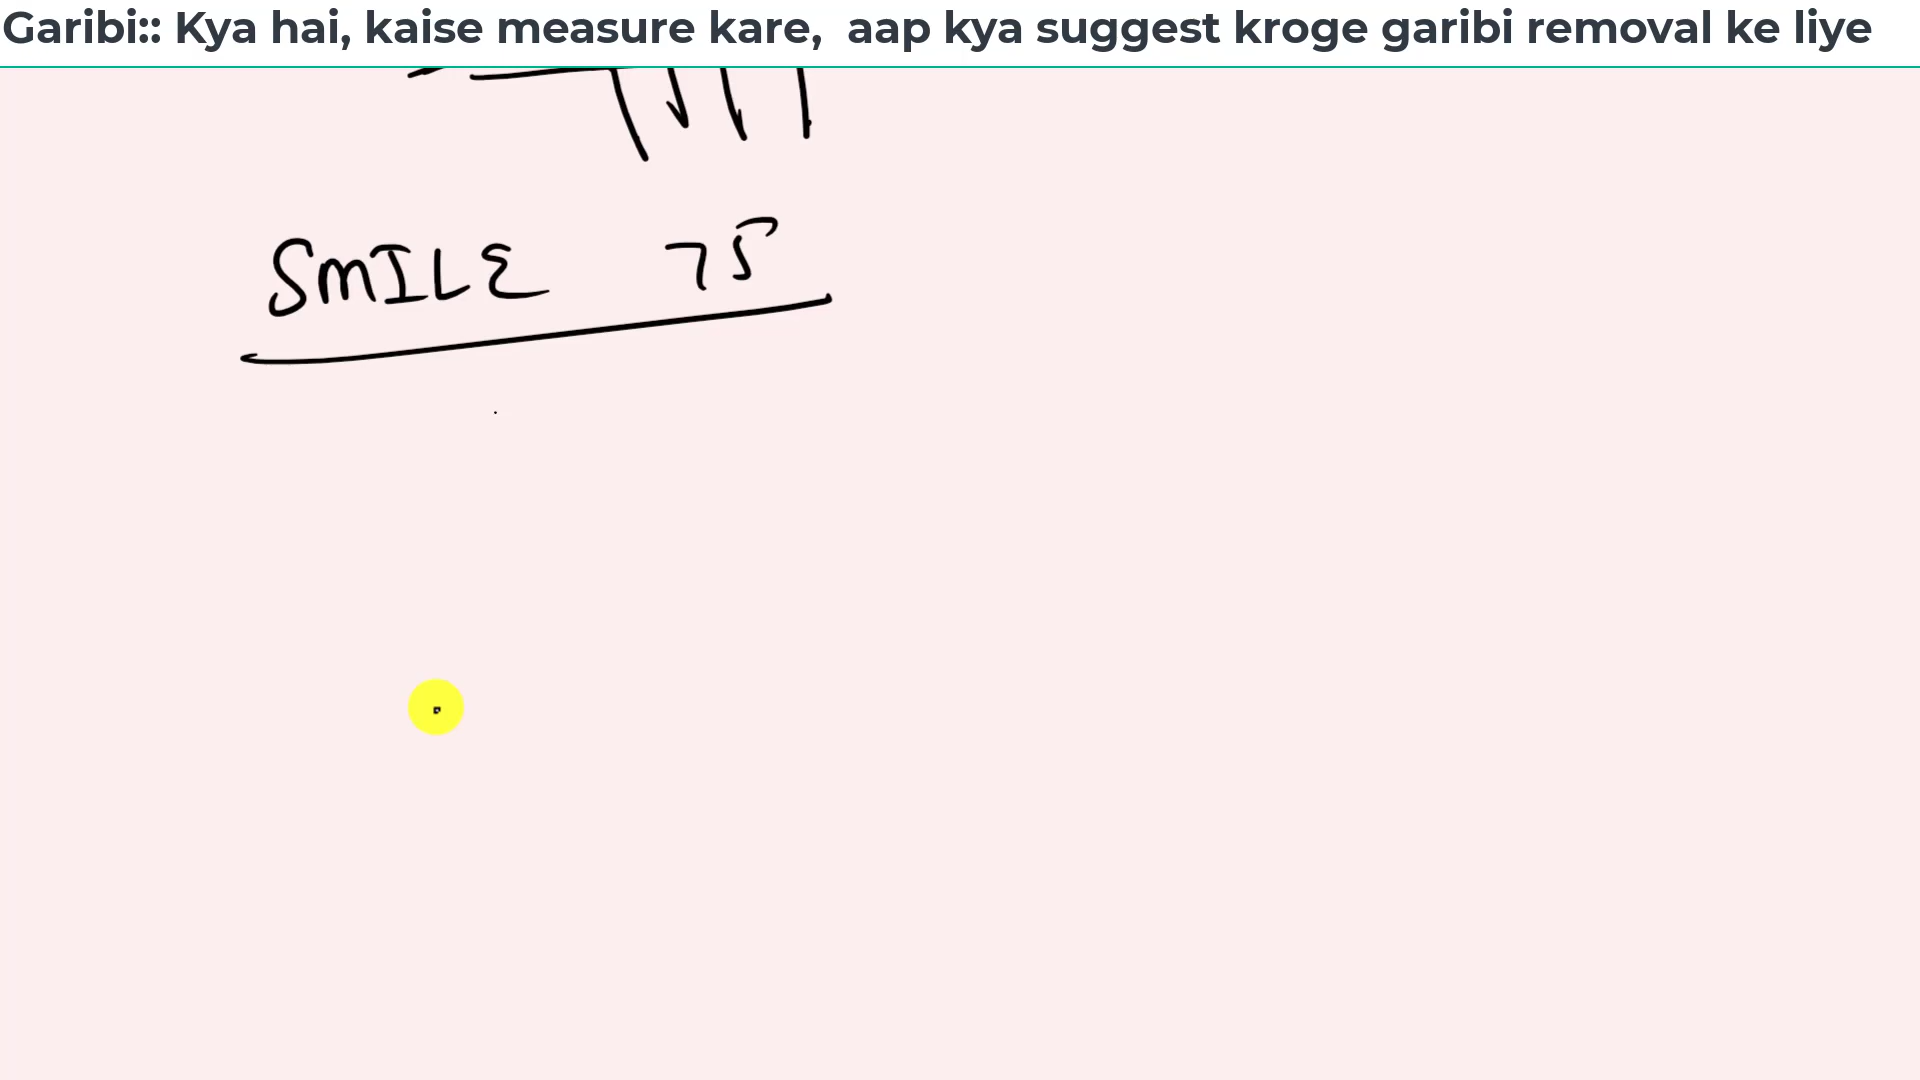 Garibi:: Kya hai, kaise measure kare, aap kya suggest kroge garibi removal ke liye
SMILE 75